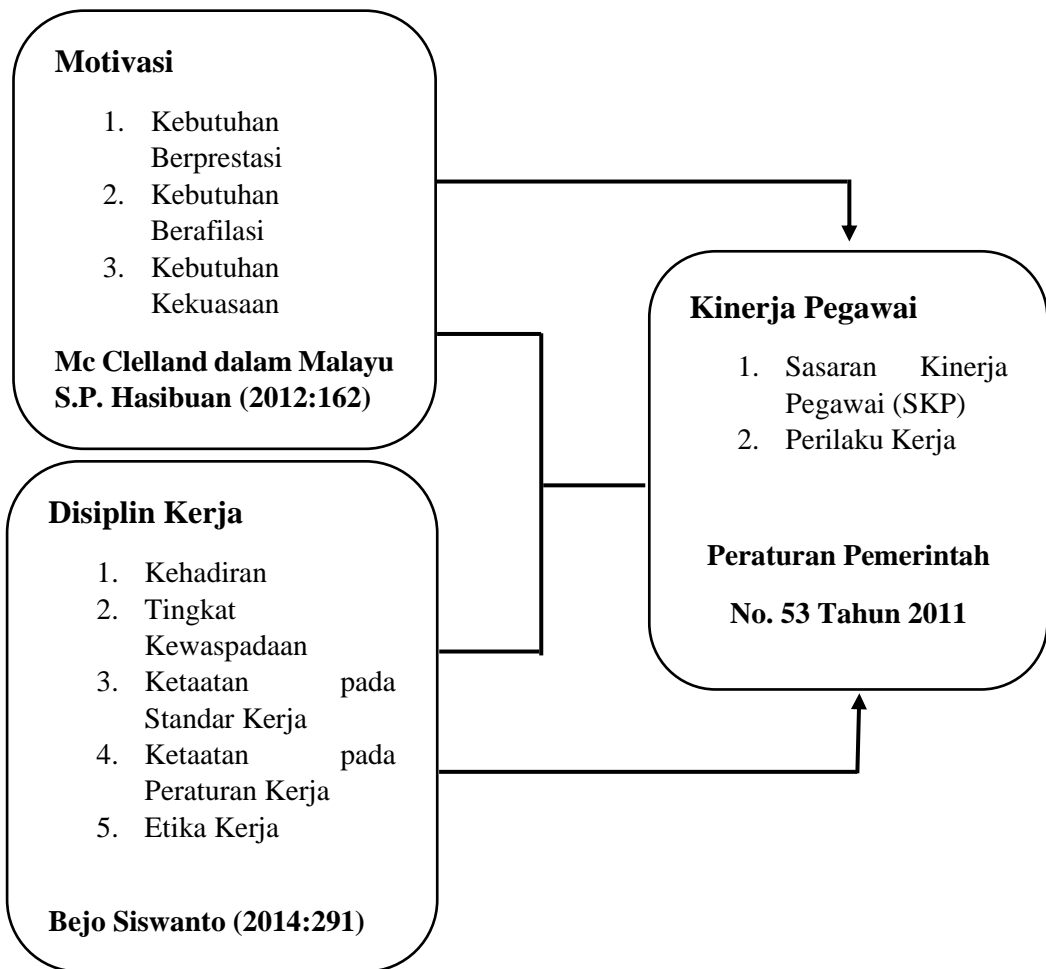 Motivasi
1. Kebutuhan
Berprestasi
2. Kebutuhan
Berafilasi
3. Kebutuhan
Kekuasaan
Mc Clelland dalam Malayu
S.P. Hasibuan (2012:162)
Disiplin Kerja
1. Kehadiran
2. Tingkat
Kewaspadaan
3. Ketaatan pada
Standar Kerja
4. Ketaatan pada
Peraturan Kerja
5. Etika Kerja
Bejo Siswanto (2014:291)
Kinerja Pegawai
1. Sasaran Kinerja
Pegawai (SKP)
2. Perilaku Kerja
Peraturan Pemerintah
No. 53 Tahun 2011